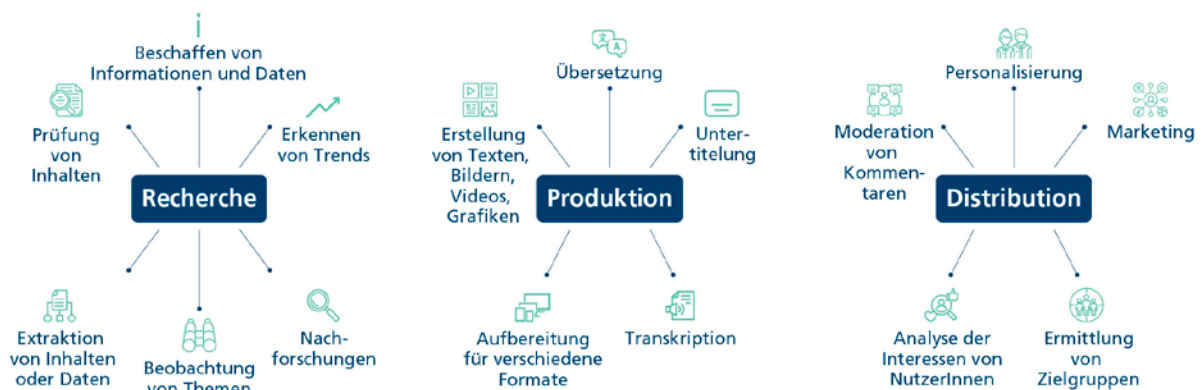 Beschaffen von
Informationen und Daten
Prüfung
von
Inhalten
Erkennen
von Trends
Recherche
Extraktion
von Inhalten
oder Daten
Beobachtung
von Themen
Nach-
forschungen
Übersetzung
Erstellung
von Texten,
Bildern,
Videos,
Grafiken
Unter-
titelung
Produktion
Aufbereitung
für verschiedene
Formate
Transkription
Personalisierung
Moderation
von
Kommen-
taren
Marketing
Distribution
Analyse der
Interessen von
NutzerInnen
Ermittlung
von
Zielgruppen